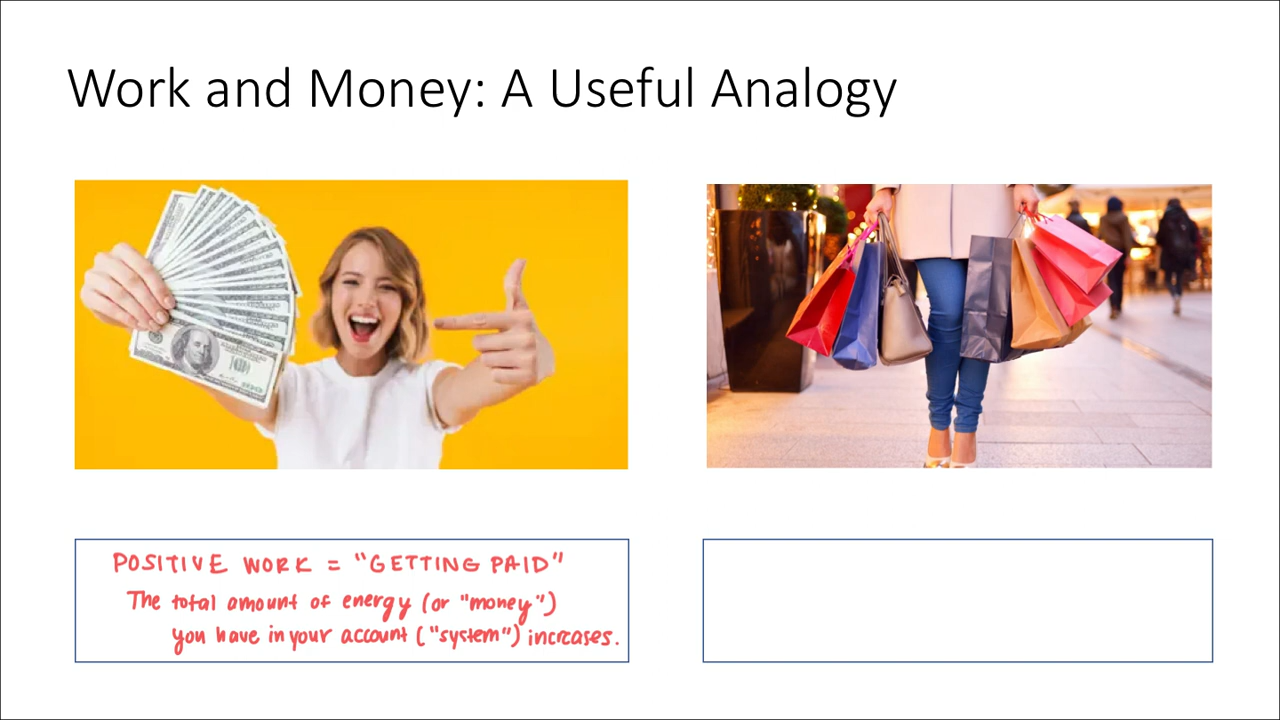 Work and Money: A Useful Analogy
POSITIVE WORK = "GETTING PAID"
The total amount of energy (or "money")
you have in your account ("system") increases.